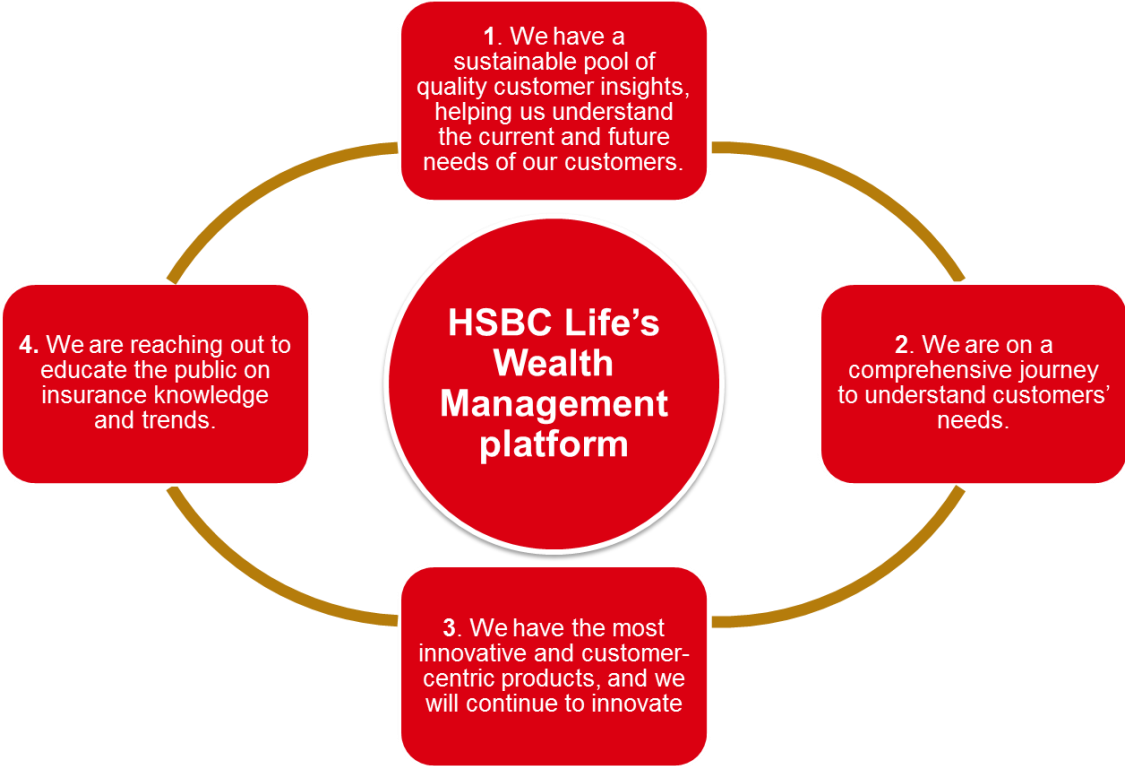 1. We have a
sustainable pool of
quality customer insights,
helping us understand
the current and future
needs of our customers.
HSBC Life’s
Wealth
Management
platform
2. We are on a
comprehensive journey
to understand customers’
needs.
3. We have the most
innovative and customer-
centric products, and we
will continue to innovate
4. We are reaching out to
educate the public on
insurance knowledge
and trends.